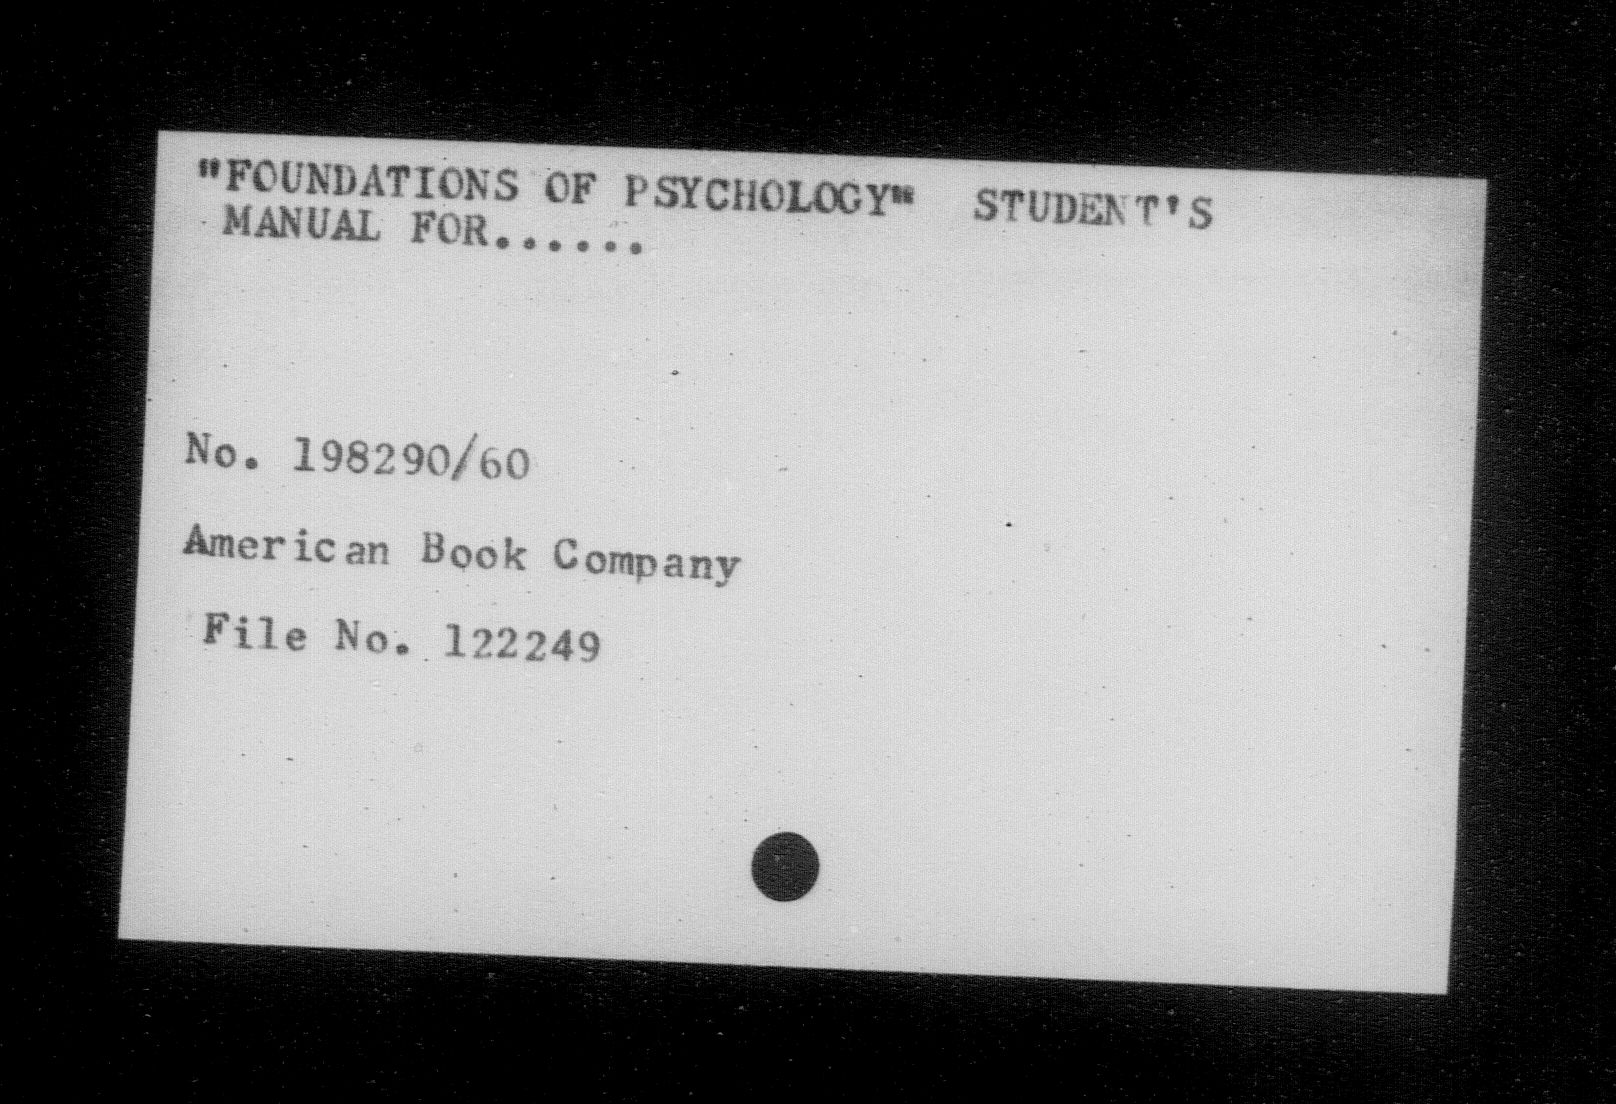 "FOUNDATIONS OF PSYCHOLOGY" STUDENT'S
MANUAL FOR......
No. 198290/60
American Book Company
File No. 122249